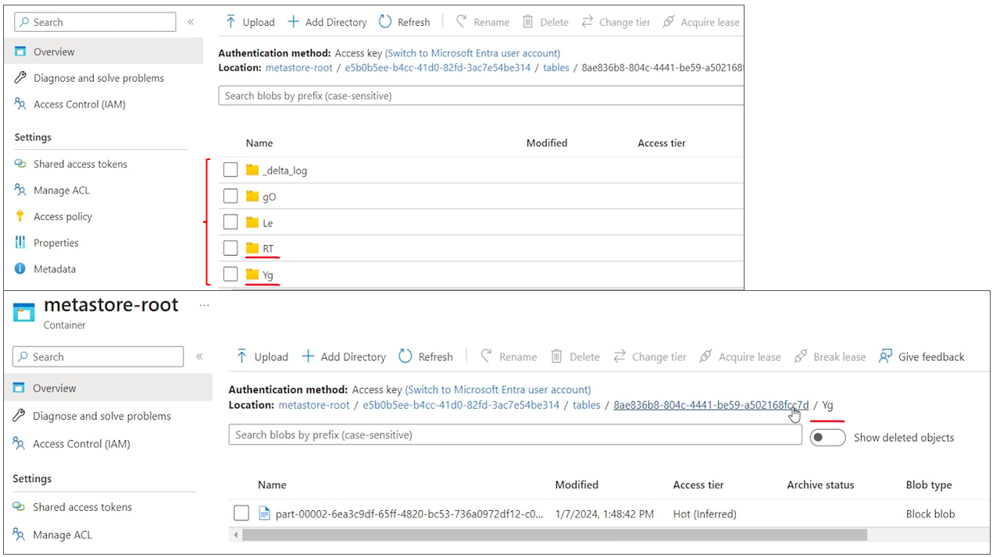 Search «
Upload Add Directory Refresh Rename Delete Change tier Acquire lease
Overview
Authentication method: Access key (Switch to Microsoft Entra user account)
Location: metastore-root / e5b0b5ee-b4cc-41d0-82fd-3ac7e54be314 / tables / 8ae836b8-804c-4441-be59-a502168f
Diagnose and solve problems
Search blobs by prefix (case-sensitive)
Access Control (IAM)
Settings
Name Modified Access tier
Shared access tokens
_delta_log
Manage ACL
gO
Access policy
Le
Properties
RT
Metadata
Yg
metastore-root ...
Container
Search «
Upload Add Directory Refresh Rename Delete Change tier Acquire lease Break lease Give feedback
Overview
Authentication method: Access key (Switch to Microsoft Entra user account)
Location: metastore-root / e5b0b5ee-b4cc-41d0-82fd-3ac7e54be314 / tables / 8ae836b8-804c-4441-be59-a502168fcc7d / Yg
Diagnose and solve problems
Search blobs by prefix (case-sensitive)
Show deleted objects
Access Control (IAM)
Settings
Name Modified Access tier Archive status Blob type
Shared access tokens
part-00002-6ea3c9df-65ff-4820-bc53-736a0972df12-c0... 1/7/2024, 1:48:42 PM Hot (Inferred) Block blob
Manage ACL